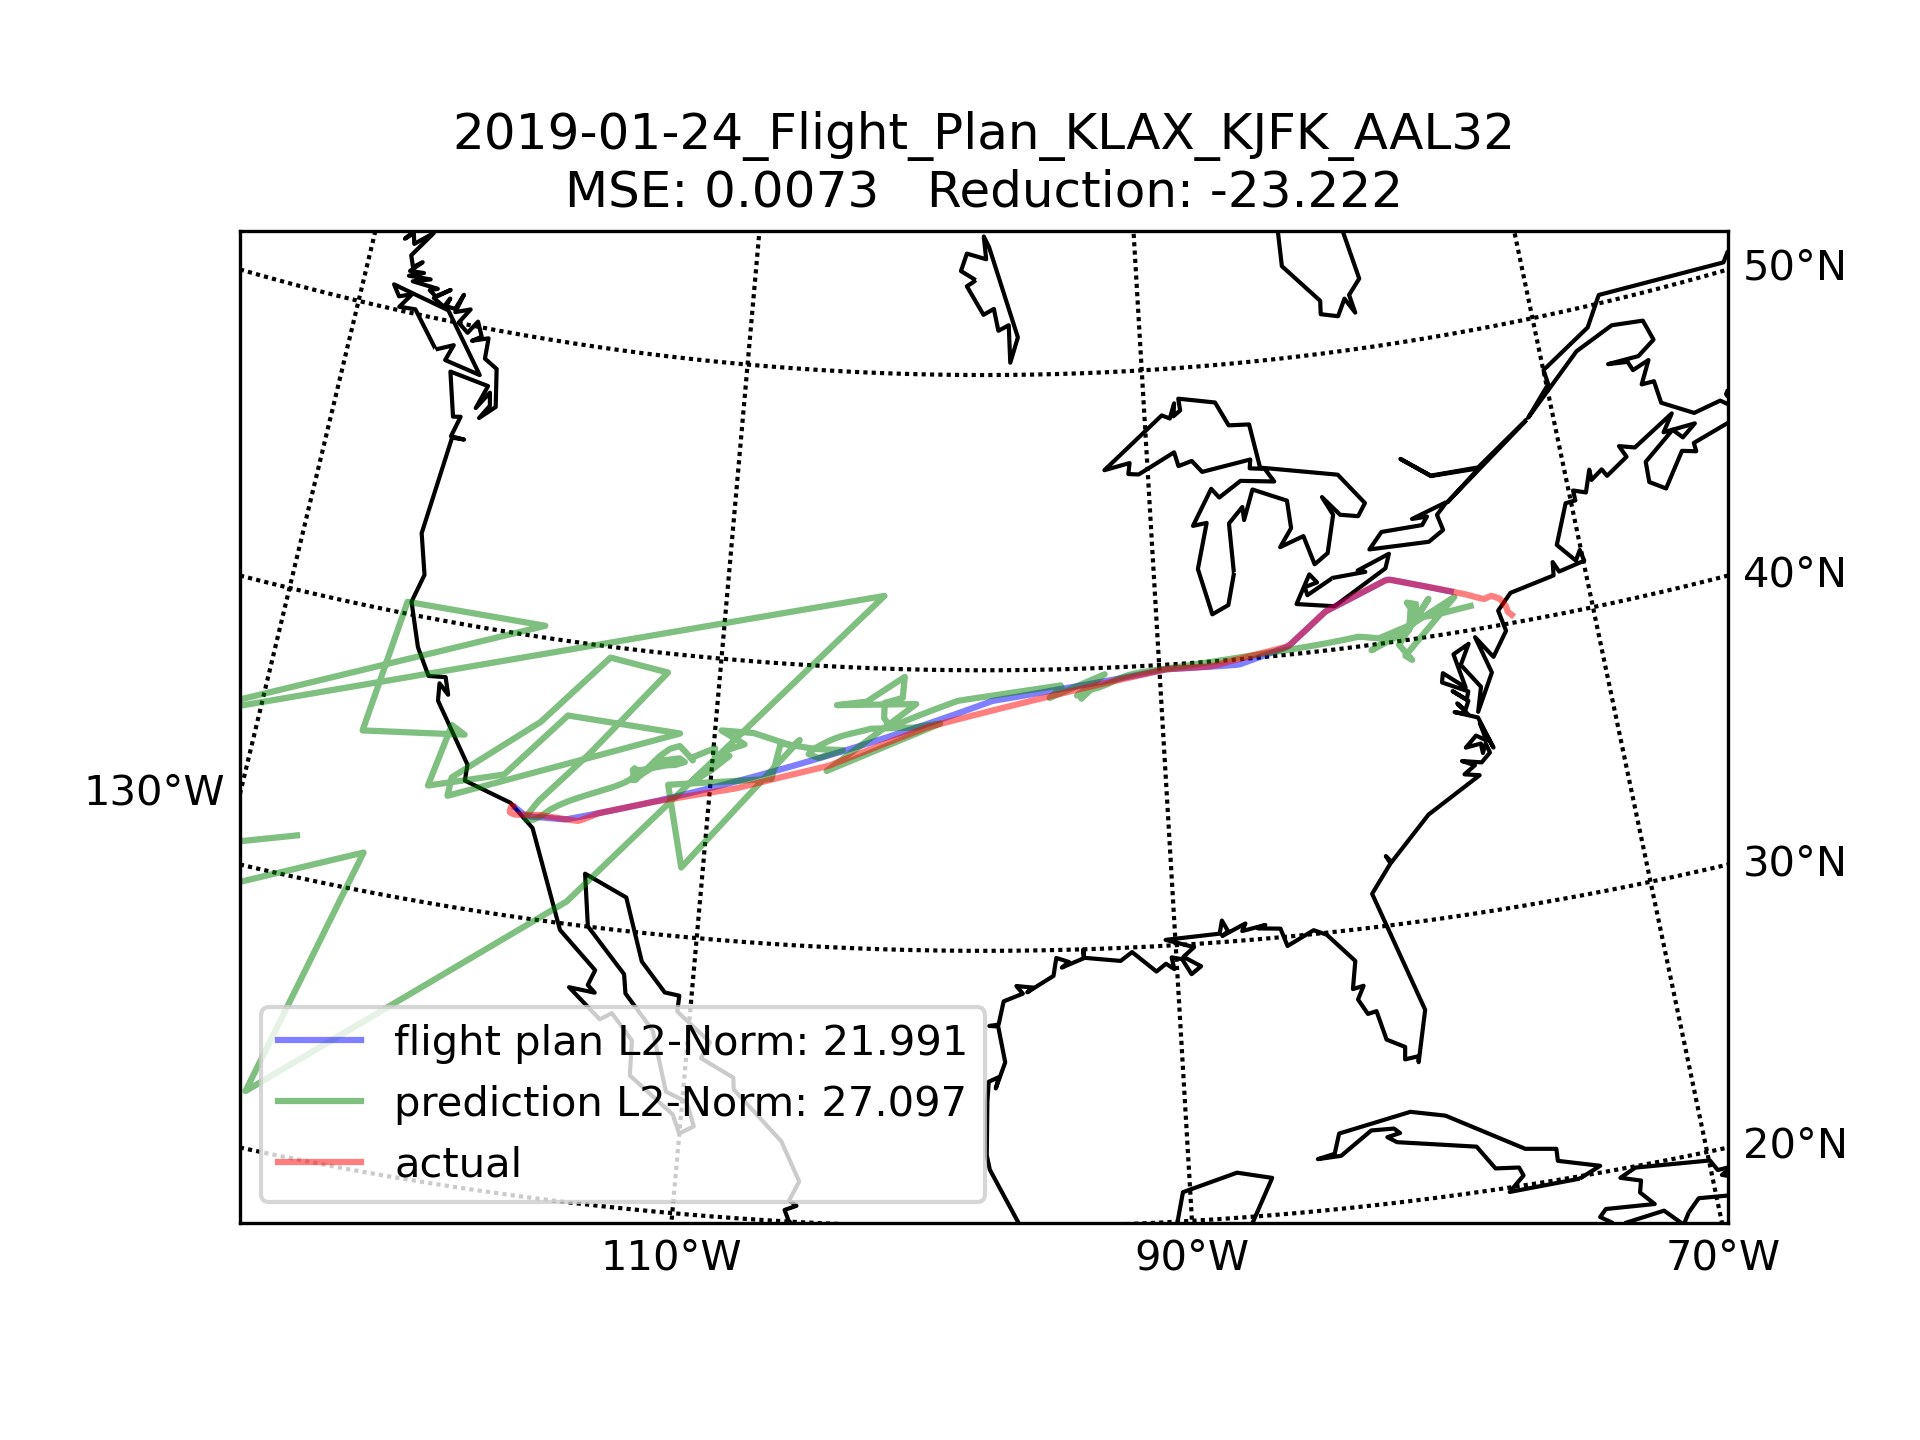 2019-01-24_Flight_Plan_KLAX_KJFK_AAL32
MSE: 0.0073   Reduction: -23.222
50°N
40°N
130°W
30°N
flight plan L2-Norm: 21.991
prediction L2-Norm: 27.097
actual
20°N
110°W
90°W
70°W